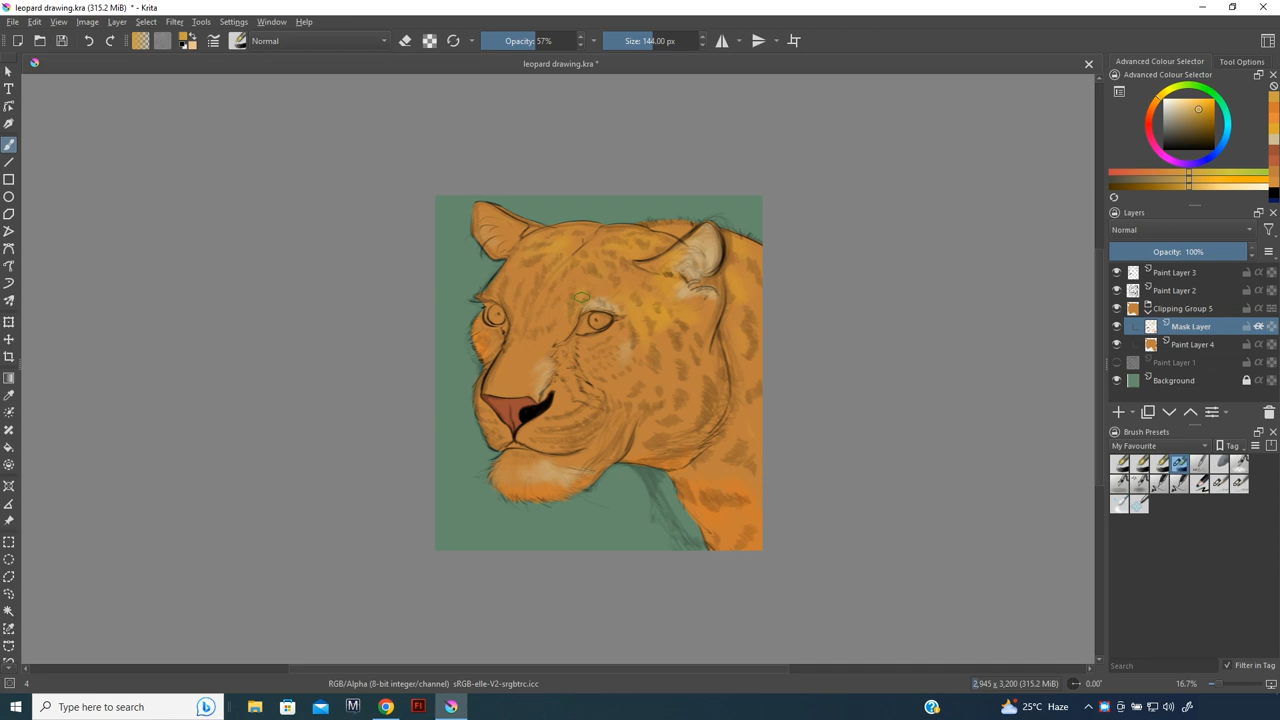 leopard drawing.kra (315.2 MiB) * - Krita
File Edit View Image Layer Select Filter Tools Settings Window Help
Normal Opacity: 57% Size: 144.00 px
leopard drawing.kra *
Advanced Colour Selector Tool Options
Advanced Colour Selector
Layers
Normal
Opacity: 100%
Paint Layer 3
Paint Layer 2
Clipping Group 5
Mask Layer
Paint Layer 4
Paint Layer 1
Background
Brush Presets
My Favourite Tag
Search Filter in Tag
4 RGB/Alpha (8-bit integer/channel) sRGB-elle-V2-srgbtrc.icc 2,945 x 3,200 (315.2 MiB) 0.00° 16.7%
Type here to search 25°C Haze 4:40 PM